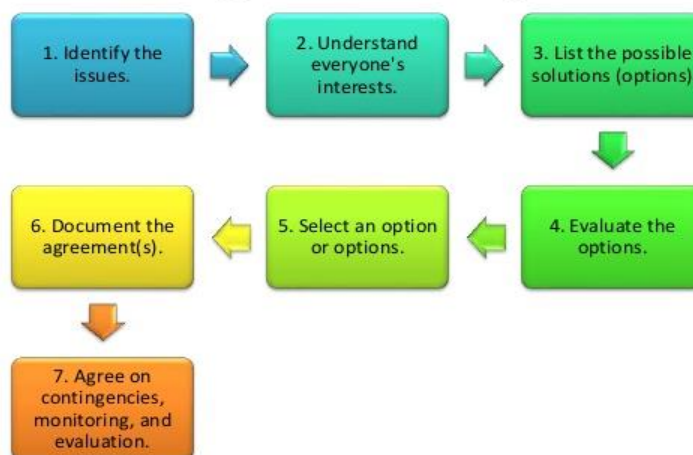 1. Identify the
issues.
2. Understand
everyone's
interests.
3. List the possible
solutions (options)
4. Evaluate the
options.
5. Select an option
or options.
6. Document the
agreement(s).
7. Agree on
contingencies,
monitoring, and
evaluation.